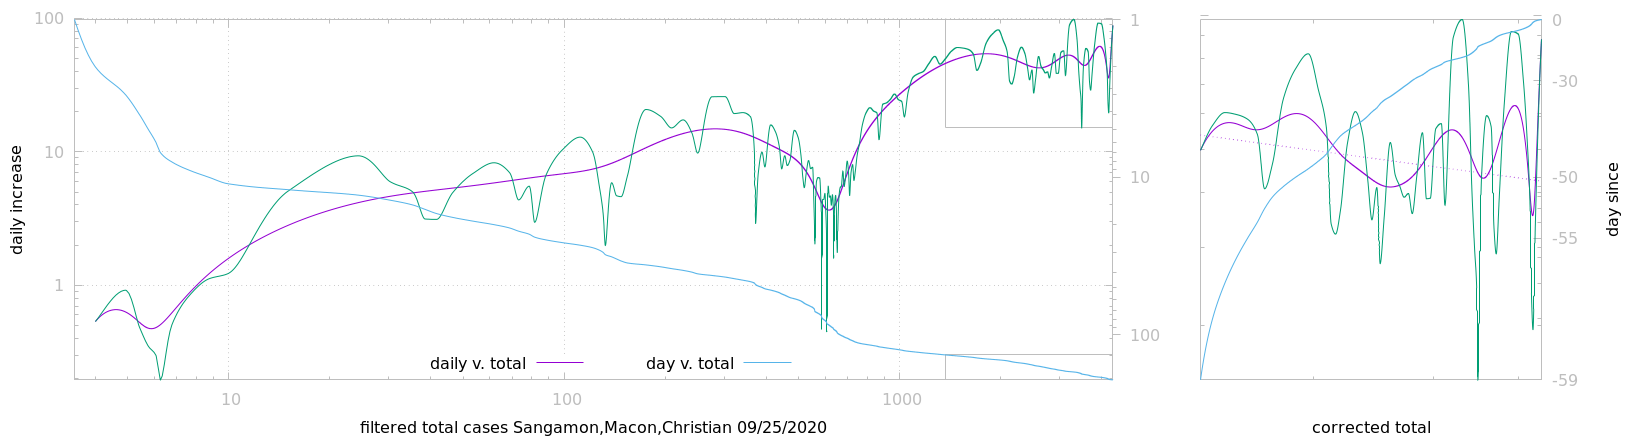 100
10
1
daily increase
10
100
1000
filtered total cases Sangamon,Macon,Christian 09/25/2020
daily v. total
day v. total
1
10
100
0
-30
-50
-55
-59
day since
corrected total